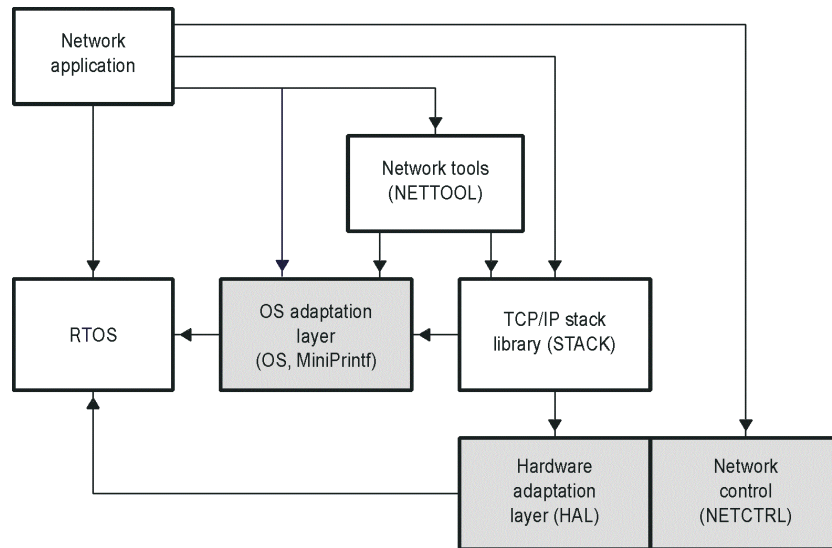 Network
application
Network tools
(NETTOOL)
RTOS
OS adaptation
layer
(OS, MiniPrintf)
TCP/IP stack
library (STACK)
Hardware
adaptation
layer (HAL)
Network
control
(NETCTRL)